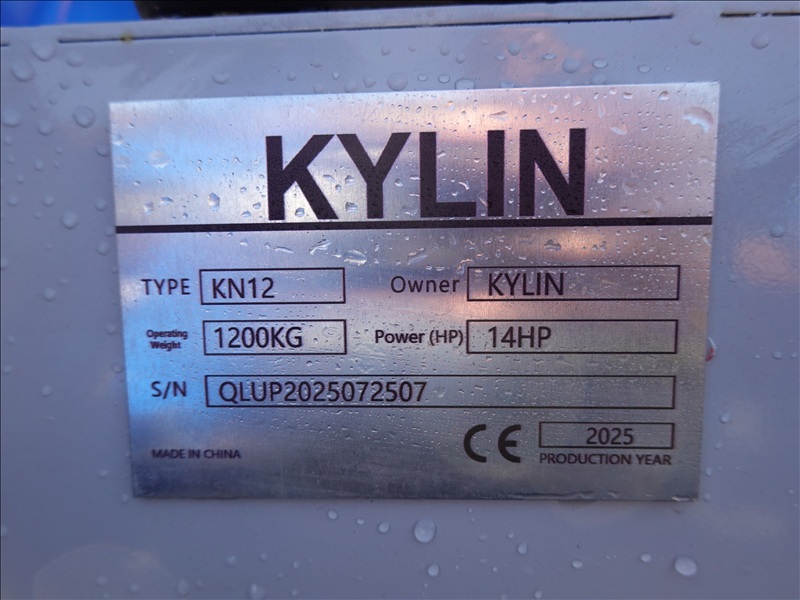 KYLIN
TYPE KN12 Owner KYLIN
Operating Weight 1200KG Power (HP) 14HP
S/N QLUP2025072507
CE 2025
MADE IN CHINA PRODUCTION YEAR